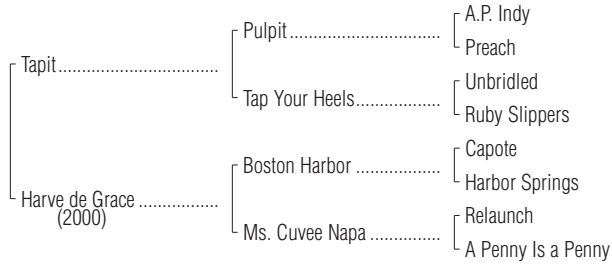 A.P. Indy
Pulpit
Preach
Tapit
Unbridled
Tap Your Heels
Ruby Slippers
Capote
Boston Harbor
Harbor Springs
Harve de Grace
(2000)
Relaunch
Ms. Cuvee Napa
A Penny Is a Penny